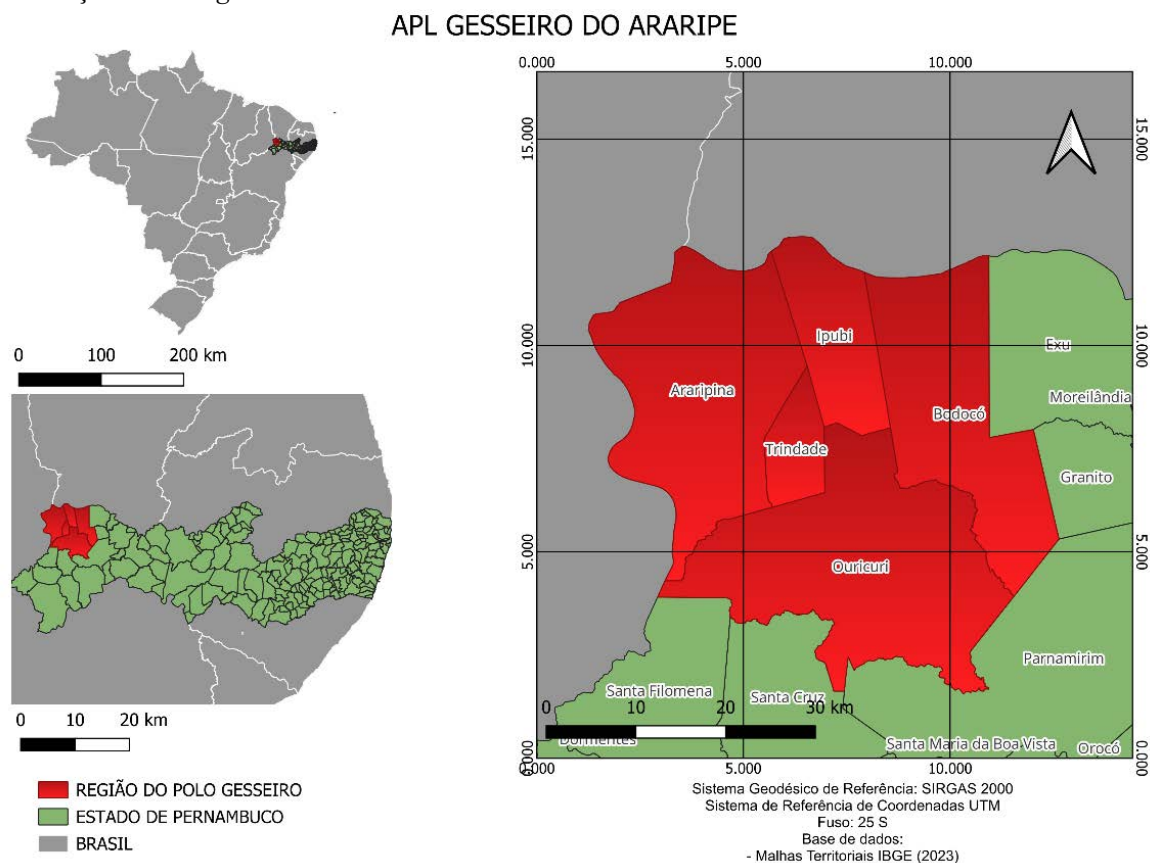 APL GESSEIRO DO ARARIPE
0 100 200 km
0 10 20 km
REGIÃO DO POLO GESSEIRO
ESTADO DE PERNAMBUCO
BRASIL
0.000 5.000 10.000
15.000 15.000
10.000 10.000
5.000 5.000
0.000 0.000
Ipubi
Exu
Araripina
Moreilândia
Bodocó
Trindade
Granito
Ouricuri
Parnamirim
Santa Filomena
Santa Cruz
0 10 20 30 km
Dormentes
Santa Maria da Boa Vista
Orocó
0.000 5.000 10.000
Sistema Geodésico de Referência: SIRGAS 2000
Sistema de Referência de Coordenadas UTM
Fuso: 25 S
Base de dados:
- Malhas Territoriais IBGE (2023)